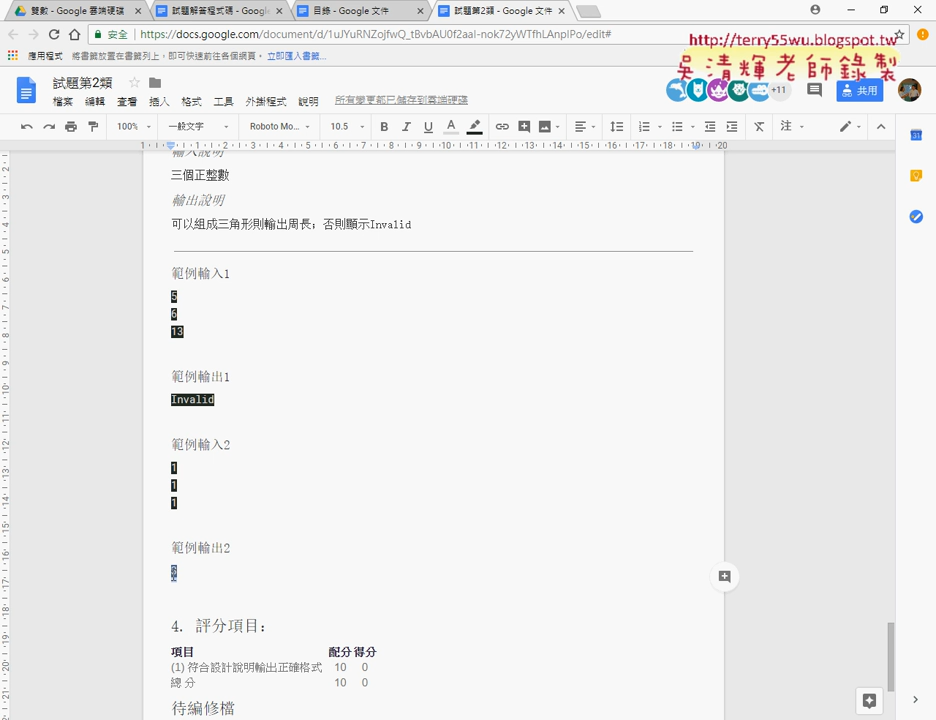 雙數 - Google 雲端硬碟
試題解答程式碼 - Googl
目錄 - Google 文件
試題第2類 - Google 文件
安全
https://docs.google.com/document/d/1uJYuRNZojfwQ_tBvbAU0f2aaI-nok72yWTfhLAnpIPo/edit#
http://terry55wu.blogspot.tw
吳清輝老師錄製
應用程式
將書籤放置在書籤列上，即可快速前往各個網頁。
立即匯入書籤...
試題第2類
檔案 編輯 查看 插入 格式 工具 外掛程式 說明
所有變更都已儲存到雲端硬碟
+11
共用
100%
一般文字
Roboto Mo...
10.5
B I U A
注
輸入說明
三個正整數
輸出說明
可以組成三角形則輸出周長；否則顯示Invalid
範例輸入1
5
6
13
範例輸出1
Invalid
範例輸入2
1
1
1
範例輸出2
3
4. 評分項目：
項目 配分 得分
(1) 符合設計說明輸出正確格式 10 0
總 分 10 0
待編修檔